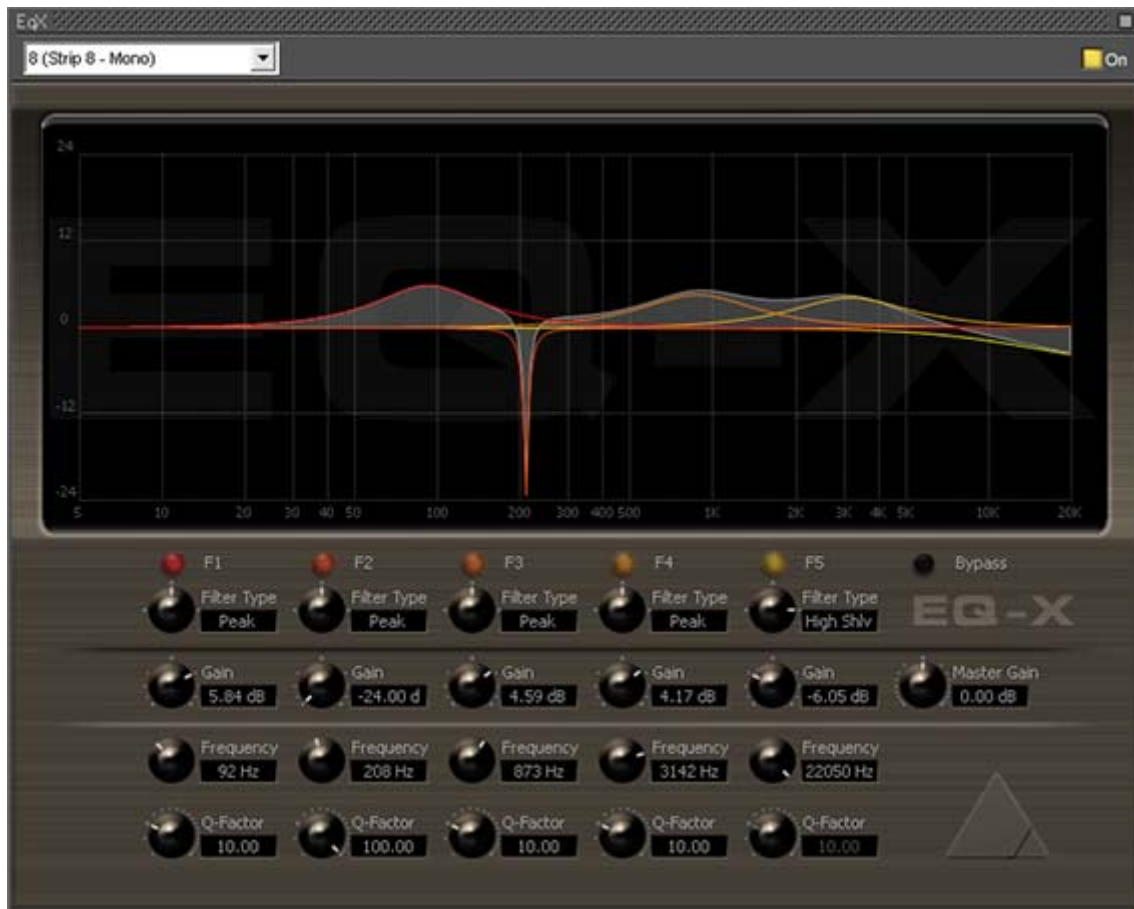 EqX
8 (Strip 8 - Mono)
On
24
12
0
-12
-24
EQ-X
5 10 20 30 40 50 100 200 300 400 500 1K 2K 3K 4K 5K 10K 20K
F1 F2 F3 F4 F5 Bypass
Filter Type Filter Type Filter Type Filter Type Filter Type
Peak Peak Peak Peak High Shlv
EQ-X
Gain Gain Gain Gain Gain Master Gain
5.84 dB -24.00 d 4.59 dB 4.17 dB -6.05 dB 0.00 dB
Frequency Frequency Frequency Frequency Frequency
92 Hz 208 Hz 873 Hz 3142 Hz 22050 Hz
Q-Factor Q-Factor Q-Factor Q-Factor Q-Factor
10.00 100.00 10.00 10.00 10.00